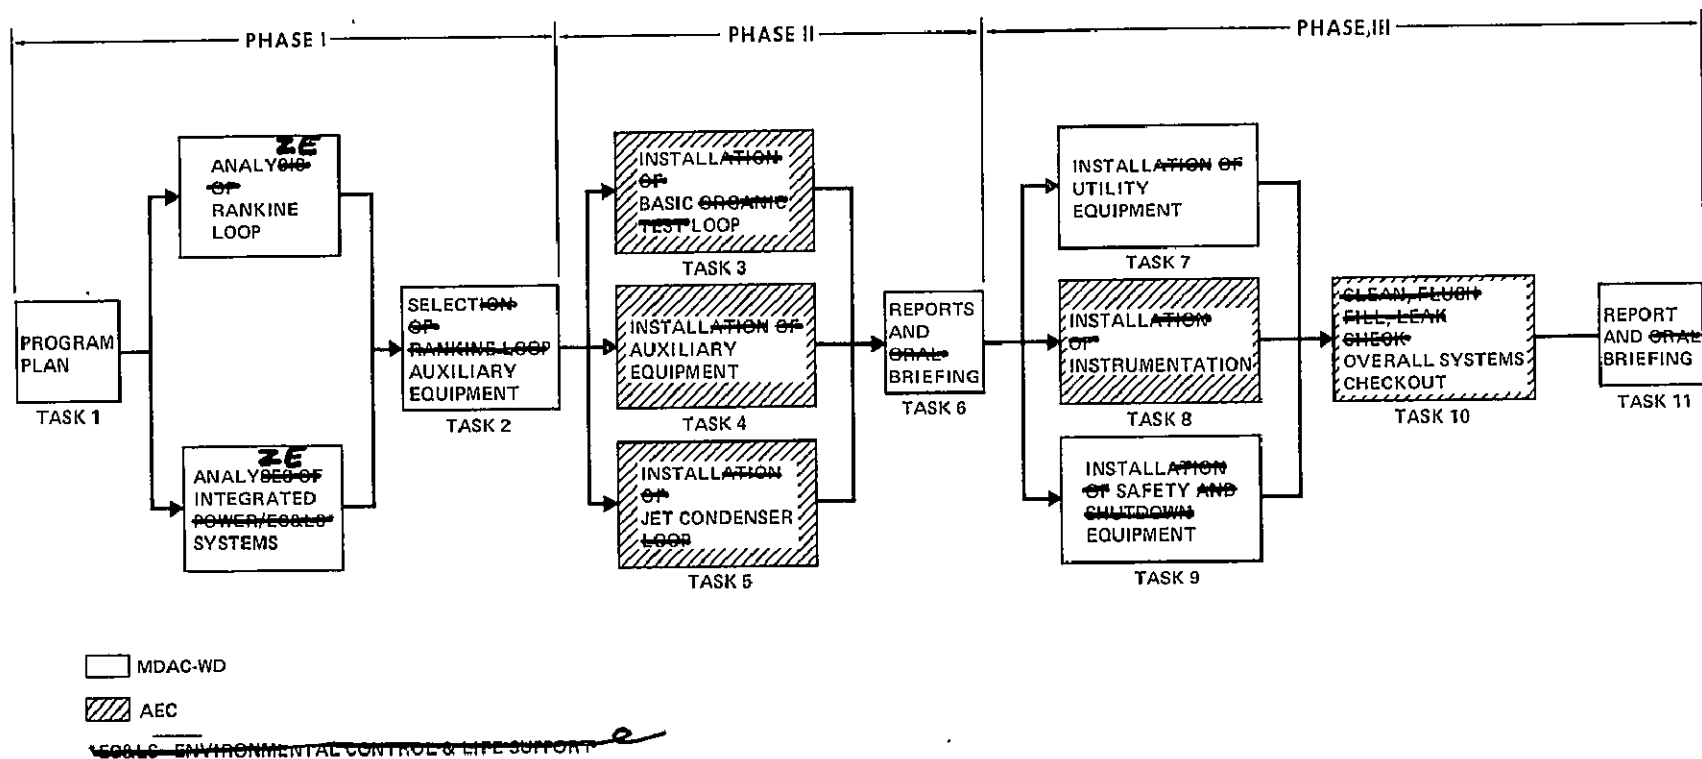 PHASE I
PHASE II
PHASE, III
PROGRAM
PLAN
TASK 1
ZE
ANALYSIS
OF
RANKINE
LOOP
ZE
ANALYSES OF
INTEGRATED
POWER/EC&LS*
SYSTEMS
SELECTION
OF
RANKINE LOOP
AUXILIARY
EQUIPMENT
TASK 2
INSTALLATION
OF
BASIC ORGANIC
TEST LOOP
TASK 3
INSTALLATION OF
AUXILIARY
EQUIPMENT
TASK 4
INSTALLATION
OF
JET CONDENSER
LOOP
TASK 5
REPORTS
AND
ORAL
BRIEFING
TASK 6
INSTALLATION OF
UTILITY
EQUIPMENT
TASK 7
INSTALLATION
OF
INSTRUMENTATION
TASK 8
INSTALLATION
OF SAFETY AND
SHUTDOWN
EQUIPMENT
TASK 9
CLEAN, FLUSH
FILL, LEAK
CHECK
OVERALL SYSTEMS
CHECKOUT
TASK 10
REPORT
AND ORAL
BRIEFING
TASK 11
MDAC-WD
AEC
*EC&LS - ENVIRONMENTAL CONTROL & LIFE SUPPORT